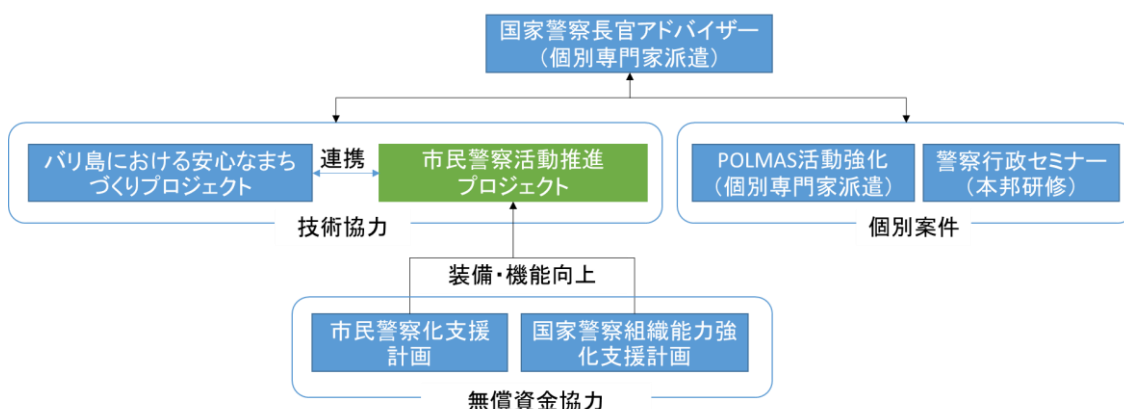 国家警察長官アドバイザー
(個別専門家派遣)
バリ島における安心なまち
づくりプロジェクト
連携
市民警察活動推進
プロジェクト
技術協力
POLMAS活動強化
(個別専門家派遣)
警察行政セミナー
(本邦研修)
個別案件
装備・機能向上
市民警察化支援
計画
国家警察組織能力強
化支援計画
無償資金協力